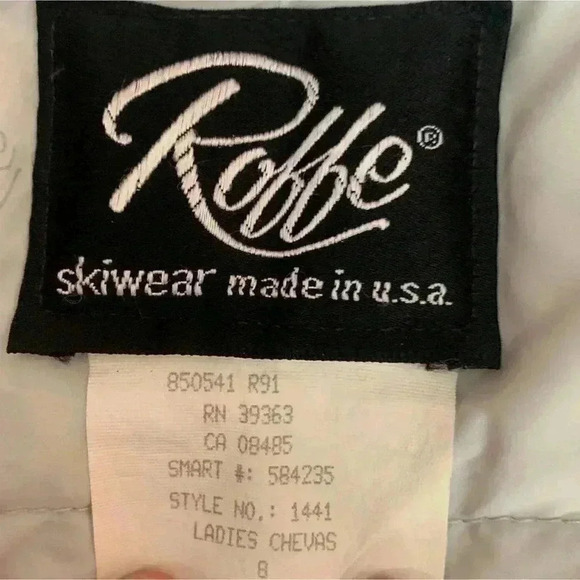 Roffe®
skiwear made in u.s.a.
850541 R91
RN 39363
CA 08485
SMART #: 584235
STYLE NO.: 1441
LADIES CHEVAS
8